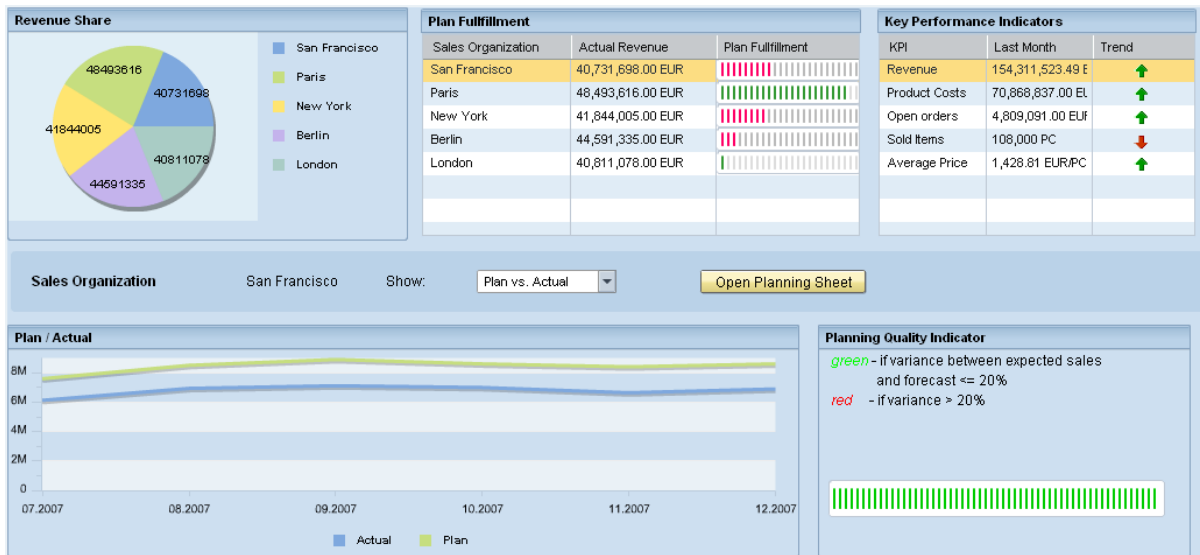 Revenue Share
48493616
40731698
41844005
40811078
44591335
San Francisco
Paris
New York
Berlin
London
Plan Fullfillment
Sales Organization Actual Revenue Plan Fullfillment
San Francisco 40,731,698.00 EUR
Paris 48,493,616.00 EUR
New York 41,844,005.00 EUR
Berlin 44,591,335.00 EUR
London 40,811,078.00 EUR
Key Performance Indicators
KPI Last Month Trend
Revenue 154,311,523.49 E
Product Costs 70,868,837.00 EU
Open orders 4,809,091.00 EUF
Sold Items 108,000 PC
Average Price 1,428.81 EUR/PC
Sales Organization San Francisco Show: Plan vs. Actual Open Planning Sheet
Plan / Actual
8M
6M
4M
2M
0
07.2007 08.2007 09.2007 10.2007 11.2007 12.2007
Actual Plan
Planning Quality Indicator
green - if variance between expected sales
and forecast <= 20%
red - if variance > 20%